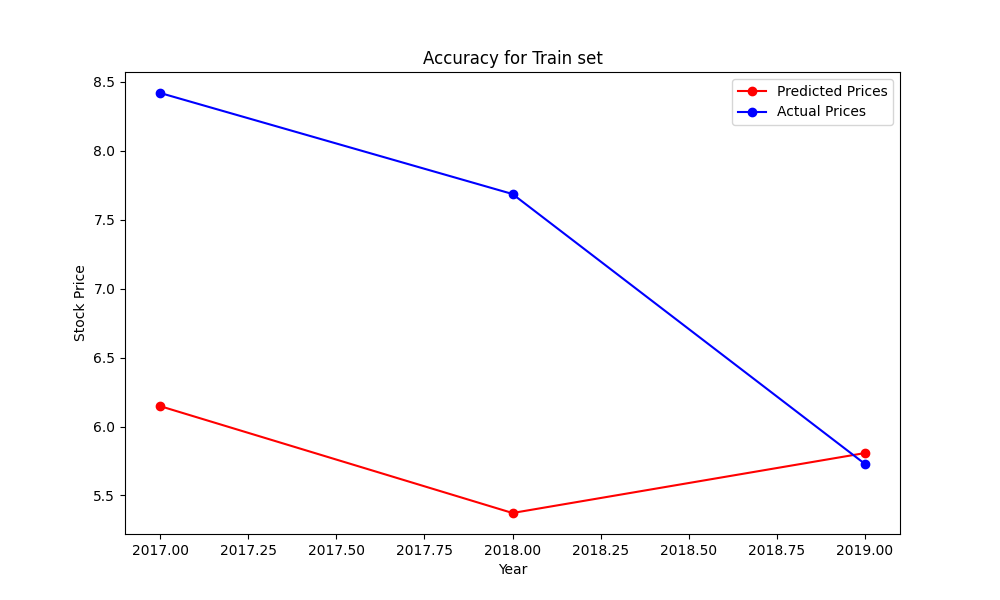 Accuracy for Train set
Predicted Prices
Actual Prices
8.5
8.0
7.5
7.0
6.5
6.0
5.5
Stock Price
2017.00 2017.25 2017.50 2017.75 2018.00 2018.25 2018.50 2018.75 2019.00
Year